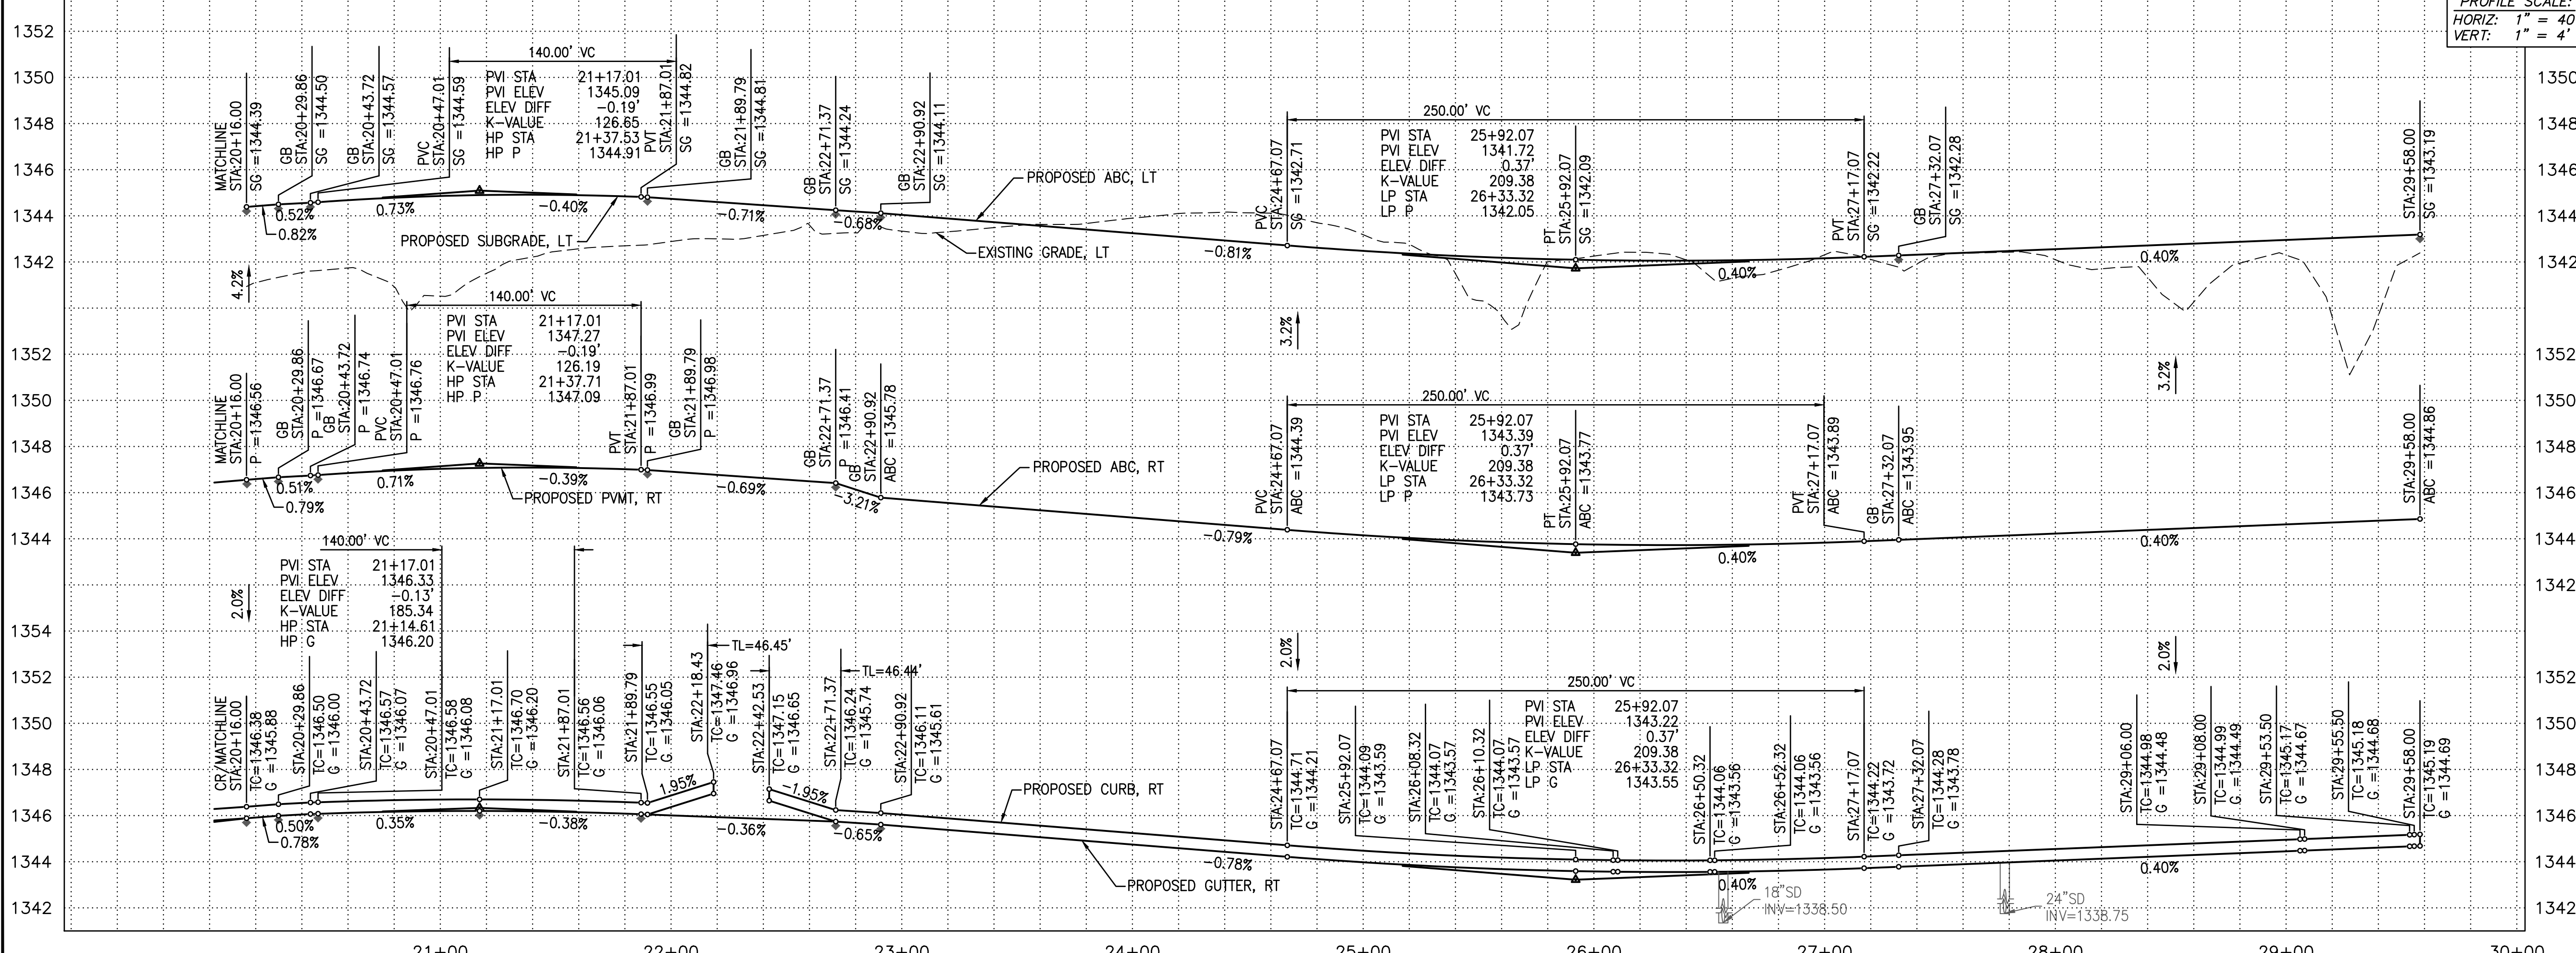 PROFILE SCALE:
HORIZ: 1" = 40
VERT: 1" = 4'
1352
1350
1348
1346
1344
1342
1350
1348
1346
1344
1342
MATCHLINE
STA:20+16.00
SG =1344.39
GB
STA:20+29.86
SG =1344.50
GB
STA:20+43.72
SG =1344.57
PVC
STA:20+47.01
SG =1344.59
140.00' VC
PVI STA 21+17.01
PVI ELEV 1345.09
ELEV DIFF -0.19'
K-VALUE 126.65
HP STA 21+37.53
HP P 1344.91
PVT
STA:21+87.01
SG =1344.82
GB
STA:21+89.79
SG =1344.81
GB
STA:22+71.37
SG =1344.24
GB
STA:22+90.92
SG =1344.11
PROPOSED ABC, LT
PVC
STA:24+67.07
SG =1342.71
250.00' VC
PVI STA 25+92.07
PVI ELEV 1341.72
ELEV DIFF 0.37'
K-VALUE 209.38
LP STA 26+33.32
LP P 1342.05
PT
STA:25+92.07
SG =1342.09
PVT
STA:27+17.07
SG =1342.22
GB
STA:27+32.07
SG =1342.28
STA:29+58.00
SG =1343.19
0.52%
0.82%
0.73%
-0.40%
-0.71%
-0.68%
-0.81%
0.40%
0.40%
PROPOSED SUBGRADE, LT
EXISTING GRADE, LT
4.2%
3.2%
3.2%
1352
1350
1348
1346
1344
1342
1352
1350
1348
1346
1344
1342
MATCHLINE
STA:20+16.00
P =1346.56
GB
STA:20+29.86
P =1346.67
GB
STA:20+43.72
P =1346.74
PVC
STA:20+47.01
P =1346.76
140.00' VC
PVI STA 21+17.01
PVI ELEV 1347.27
ELEV DIFF -0.19'
K-VALUE 126.19
HP STA 21+37.71
HP P 1347.09
PVT
STA:21+87.01
P =1346.99
GB
STA:21+89.79
P =1346.98
GB
STA:22+71.37
P =1346.41
GB
STA:22+90.92
ABC =1345.78
PROPOSED ABC, RT
PVC
STA:24+67.07
ABC =1344.39
250.00' VC
PVI STA 25+92.07
PVI ELEV 1343.39
ELEV DIFF 0.37'
K-VALUE 209.38
LP STA 26+33.32
LP P 1343.73
PT
STA:25+92.07
ABC =1343.77
PVT
STA:27+17.07
ABC =1343.89
GB
STA:27+32.07
ABC =1343.95
STA:29+58.00
ABC =1344.86
0.51%
0.79%
0.71%
-0.39%
PROPOSED PVMT, RT
-0.69%
-3.21%
-0.79%
0.40%
0.40%
2.0%
2.0%
2.0%
1354
1352
1350
1348
1346
1344
1342
1352
1350
1348
1346
1344
1342
140.00' VC
PVI STA 21+17.01
PVI ELEV 1346.33
ELEV DIFF -0.13'
K-VALUE 185.34
HP STA 21+14.61
HP G 1346.20
CR/MATCHLINE
STA:20+16.00
TC=1346.38
G =1345.88
STA:20+29.86
TC=1346.50
G =1346.00
STA:20+43.72
TC=1346.57
G =1346.07
STA:20+47.01
TC=1346.58
G =1346.08
STA:21+17.01
TC=1346.70
G =1346.20
STA:21+87.01
TC=1346.56
G =1346.06
STA:21+89.79
TC=1346.55
G =1346.05
STA:22+18.43
TC=1347.46
G =1346.96
TL=46.45'
STA:22+42.53
TC=1347.15
G =1346.65
TL=46.44'
STA:22+71.37
TC=1346.24
G =1345.74
STA:22+90.92
TC=1346.11
G =1345.61
PROPOSED CURB, RT
STA:24+67.07
TC=1344.71
G =1344.21
250.00' VC
STA:25+92.07
TC=1344.09
G =1343.59
STA:26+08.32
TC=1344.07
G =1343.57
STA:26+10.32
TC=1344.07
G =1343.57
PVI STA 25+92.07
PVI ELEV 1343.22
ELEV DIFF 0.37'
K-VALUE 209.38
LP STA 26+33.32
LP G 1343.55
STA:26+50.32
TC=1344.06
G =1343.56
STA:26+52.32
TC=1344.06
G =1343.56
STA:27+17.07
TC=1344.22
G =1343.72
STA:27+32.07
TC=1344.28
G =1343.78
STA:29+06.00
TC=1344.98
G =1344.48
STA:29+08.00
TC=1344.99
G =1344.49
STA:29+53.50
TC=1345.17
G =1344.67
STA:29+55.50
TC=1345.18
G =1344.68
STA:29+58.00
TC=1345.19
G =1344.69
0.50%
0.78%
0.35%
-0.38%
1.95%
-1.95%
-0.36%
-0.65%
-0.78%
0.40%
0.40%
PROPOSED GUTTER, RT
18"SD
INV=1338.50
24"SD
INV=1338.75
21+00
22+00
23+00
24+00
25+00
26+00
27+00
28+00
29+00
30+00